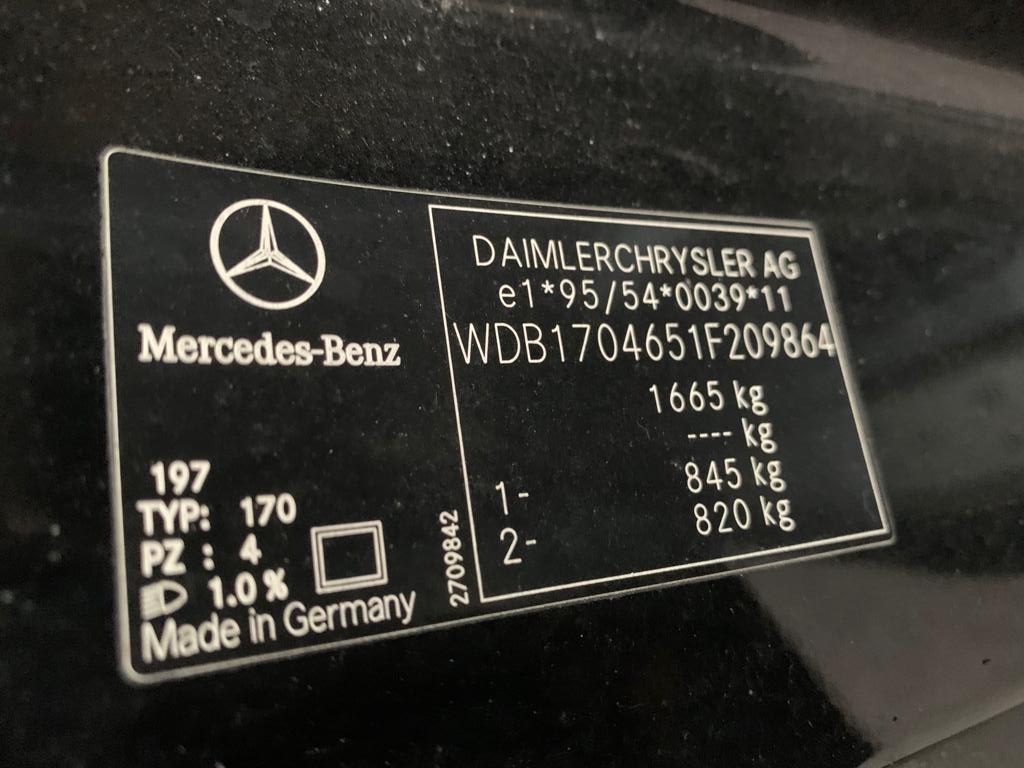 Mercedes-Benz
197
TYP: 170
PZ : 4
1.0%
Made in Germany
2709842
DAIMLERCHRYSLER AG
e1*95/54*0039*11
WDB1704651F209864
1665 kg
---- kg
1- 845 kg
2- 820 kg